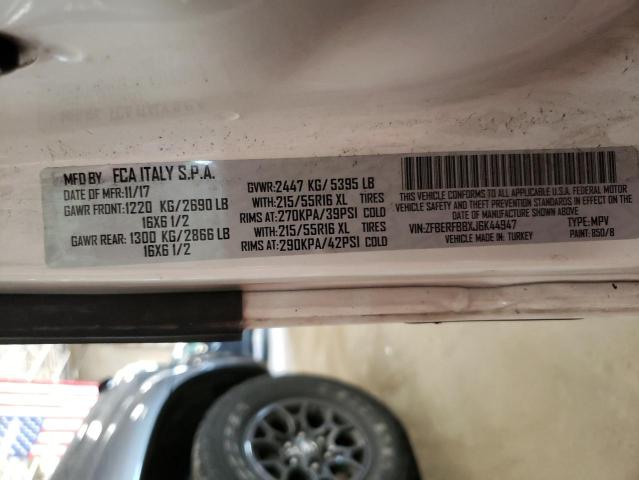 MFD BY FCA ITALY S.P.A.
DATE OF MFR:11/17
GAWR FRONT:1220 KG/2690 LB
16X6 1/2
GAWR REAR:1300 KG/2866 LB
16X6 1/2
GVWR:2447 KG/5395 LB
WITH:215/55R16 XL TIRES
RIMS AT:270KPA/39PSI COLD
WITH:215/55R16 XL TIRES
RIMS AT:290KPA/42PSI COLD
THIS VEHICLE CONFORMS TO ALL APPLICABLE U.S.A. FEDERAL MOTOR
VEHICLE SAFETY AND THEFT PREVENTION STANDARDS IN EFFECT
ON THE DATE OF MANUFACTURE SHOWN ABOVE.
VIN:ZFBERFBBXJ6K44947 TYPE:MPV
MADE IN: TURKEY PAINT: 850/B